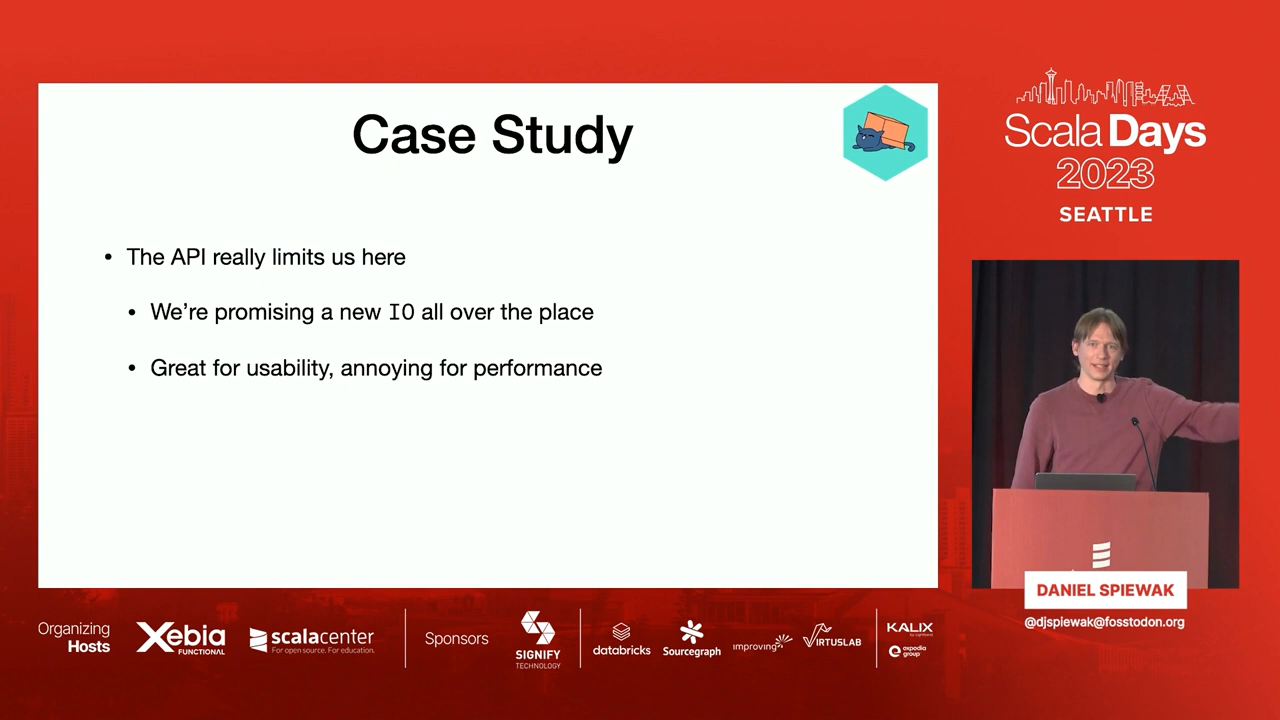 Case Study
• The API really limits us here
• We’re promising a new IO all over the place
• Great for usability, annoying for performance
Scala Days
2023
SEATTLE
DANIEL SPIEWAK
@djspiewak@fosstodon.org
Organizing
Hosts
Xebia
FUNCTIONAL
scalacenter
For open source. For education.
Sponsors
SIGNIFY
TECHNOLOGY
databricks
Sourcegraph
improving
VIRTUSLAB
KALIX
by lightbend
expedia
group